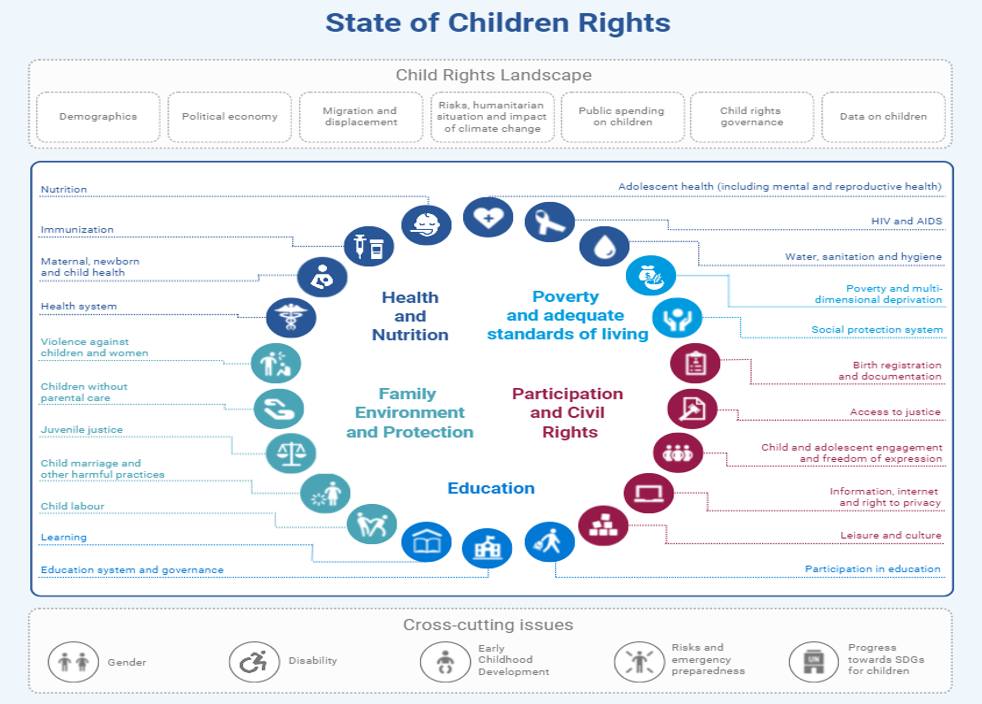 State of Children Rights
Child Rights Landscape
Demographics
Political economy
Migration and
displacement
Risks, humanitarian
situation and impact
of climate change
Public spending
on children
Child rights
governance
Data on children
Nutrition
Immunization
Maternal, newborn
and child health
Health system
Violence against
children and women
Children without
parental care
Juvenile justice
Child marriage and
other harmful practices
Child labour
Learning
Education system and governance
Health
and
Nutrition
Poverty
and adequate
standards of living
Family
Environment
and Protection
Participation
and Civil
Rights
Education
$
Adolescent health (including mental and reproductive health)
HIV and AIDS
Water, sanitation and hygiene
Poverty and multi-
dimensional deprivation
Social protection system
Birth registration
and documentation
Access to justice
Child and adolescent engagement
and freedom of expression
Information, internet
and right to privacy
Leisure and culture
Participation in education
Cross-cutting issues
Gender
Disability
Early
Childhood
Development
Risks and
emergency
preparedness
UN
Progress
towards SDGs
for children